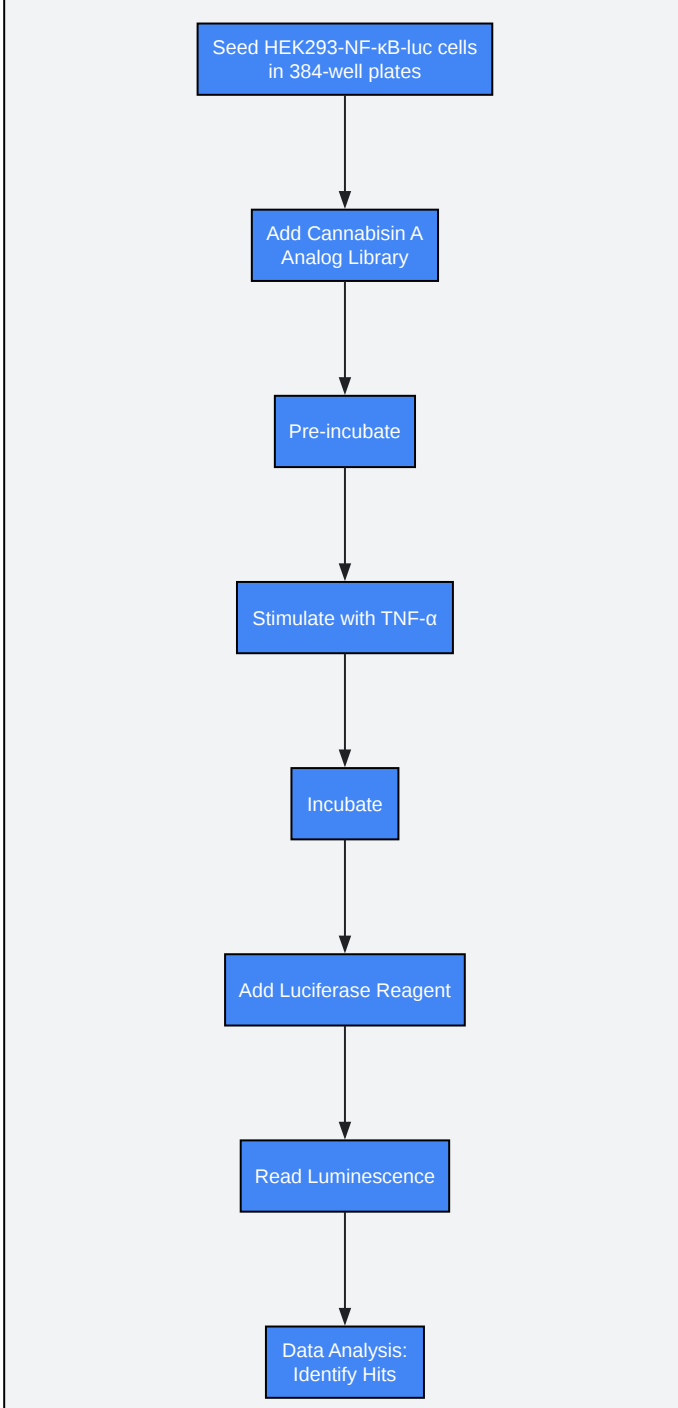 Seed HEK293-NF-κB-luc cells
in 384-well plates
Add Cannabisin A
Analog Library
Pre-incubate
Stimulate with TNF-α
Incubate
Add Luciferase Reagent
Read Luminescence
Data Analysis:
Identify Hits